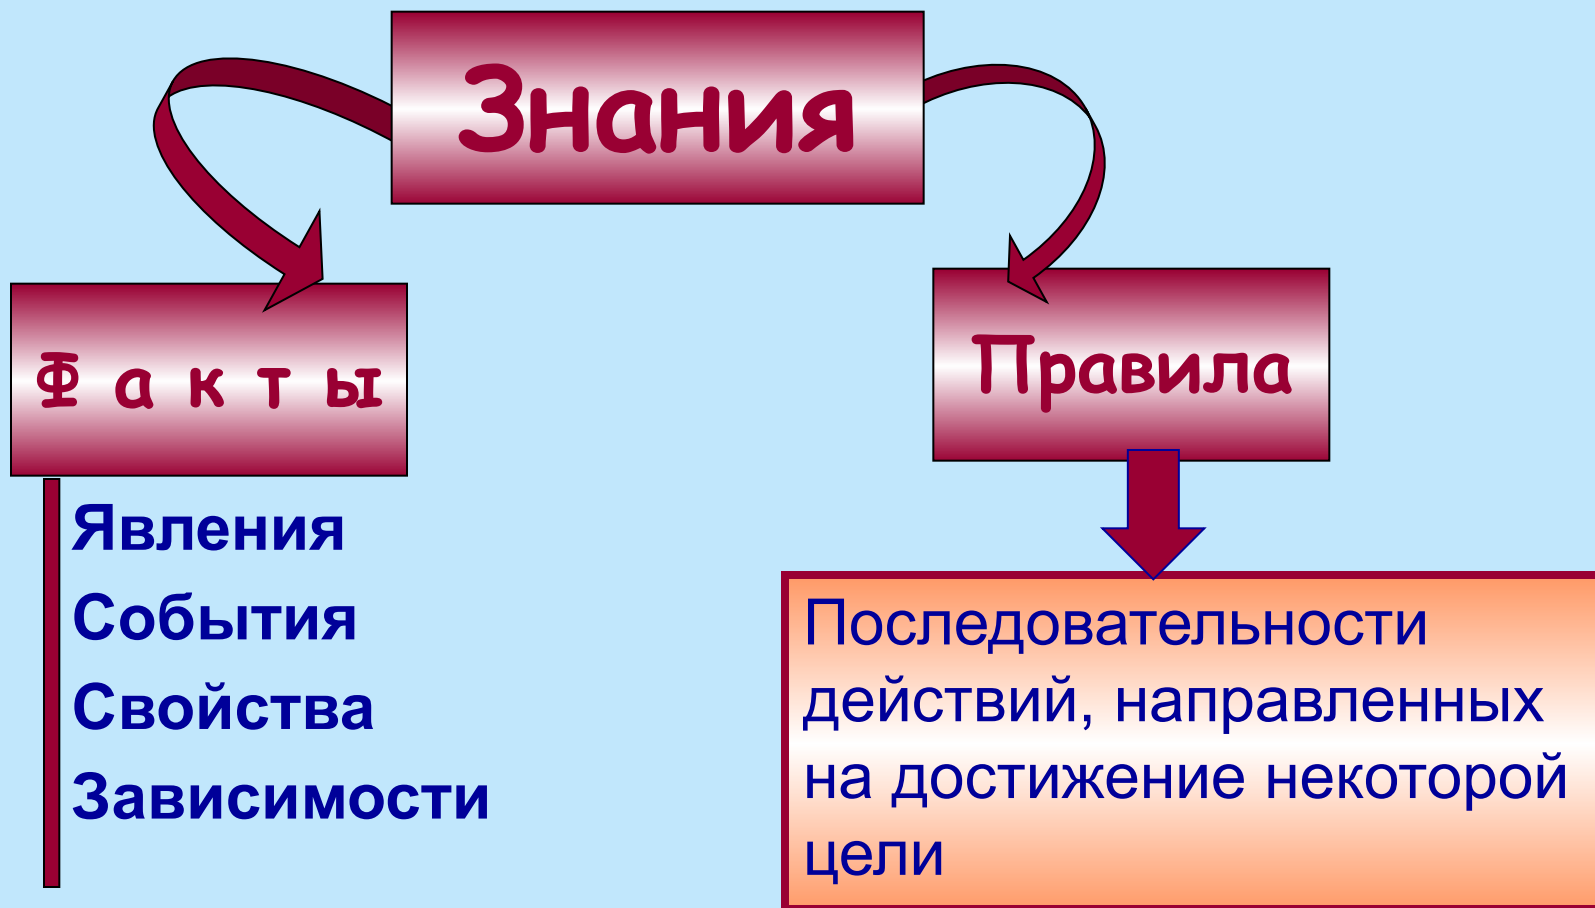 Знания
Ф а к т ы
Явления
События
Свойства
Зависимости
Правила
Последовательности
действий, направленных
на достижение некоторой
цели